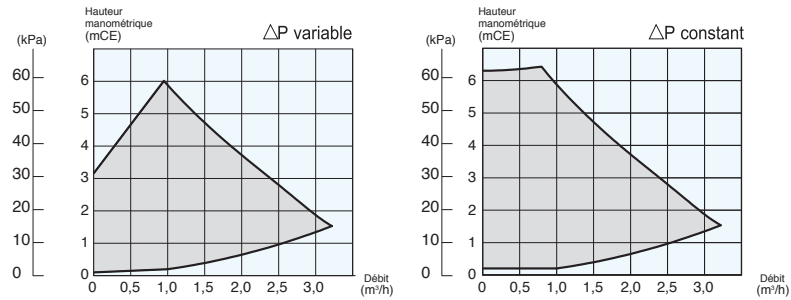 Hauteur
manométrique
(mCE)
(kPa)
△P variable
60
50
40
30
20
10
0
6
5
4
3
2
1
0
0 0,5 1,0 1,5 2,0 2,5 3,0
Débit
(m³/h)
Hauteur
manométrique
(mCE)
(kPa)
△P constant
60
50
40
30
20
10
0
6
5
4
3
2
1
0
0 0,5 1,0 1,5 2,0 2,5 3,0
Débit
(m³/h)